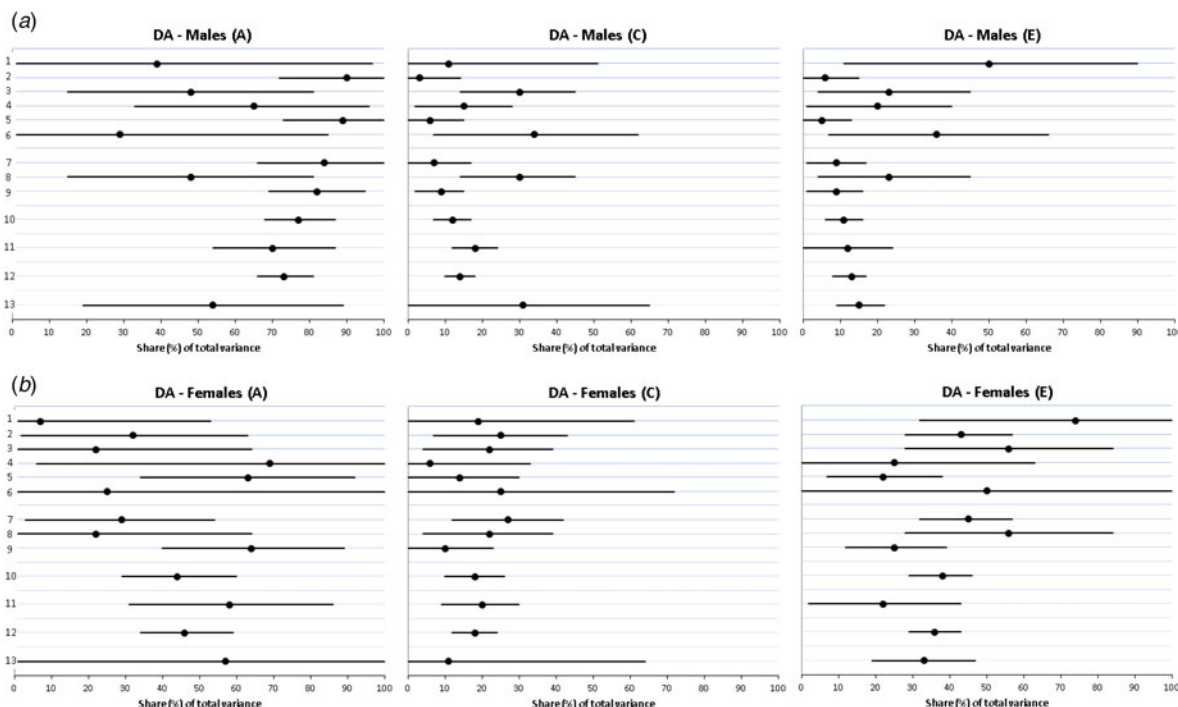 (a)
DA - Males (A)
DA - Males (C)
DA - Males (E)
1
2
3
4
5
6
7
8
9
10
11
12
13
0 10 20 30 40 50 60 70 80 90 100
0 10 20 30 40 50 60 70 80 90 100
0 10 20 30 40 50 60 70 80 90 100
Share (%) of total variance
Share (%) of total variance
Share (%) of total variance
(b)
DA - Females (A)
DA - Females (C)
DA - Females (E)
1
2
3
4
5
6
7
8
9
10
11
12
13
0 10 20 30 40 50 60 70 80 90 100
0 10 20 30 40 50 60 70 80 90 100
0 10 20 30 40 50 60 70 80 90 100
Share (%) of total variance
Share (%) of total variance
Share (%) of total variance